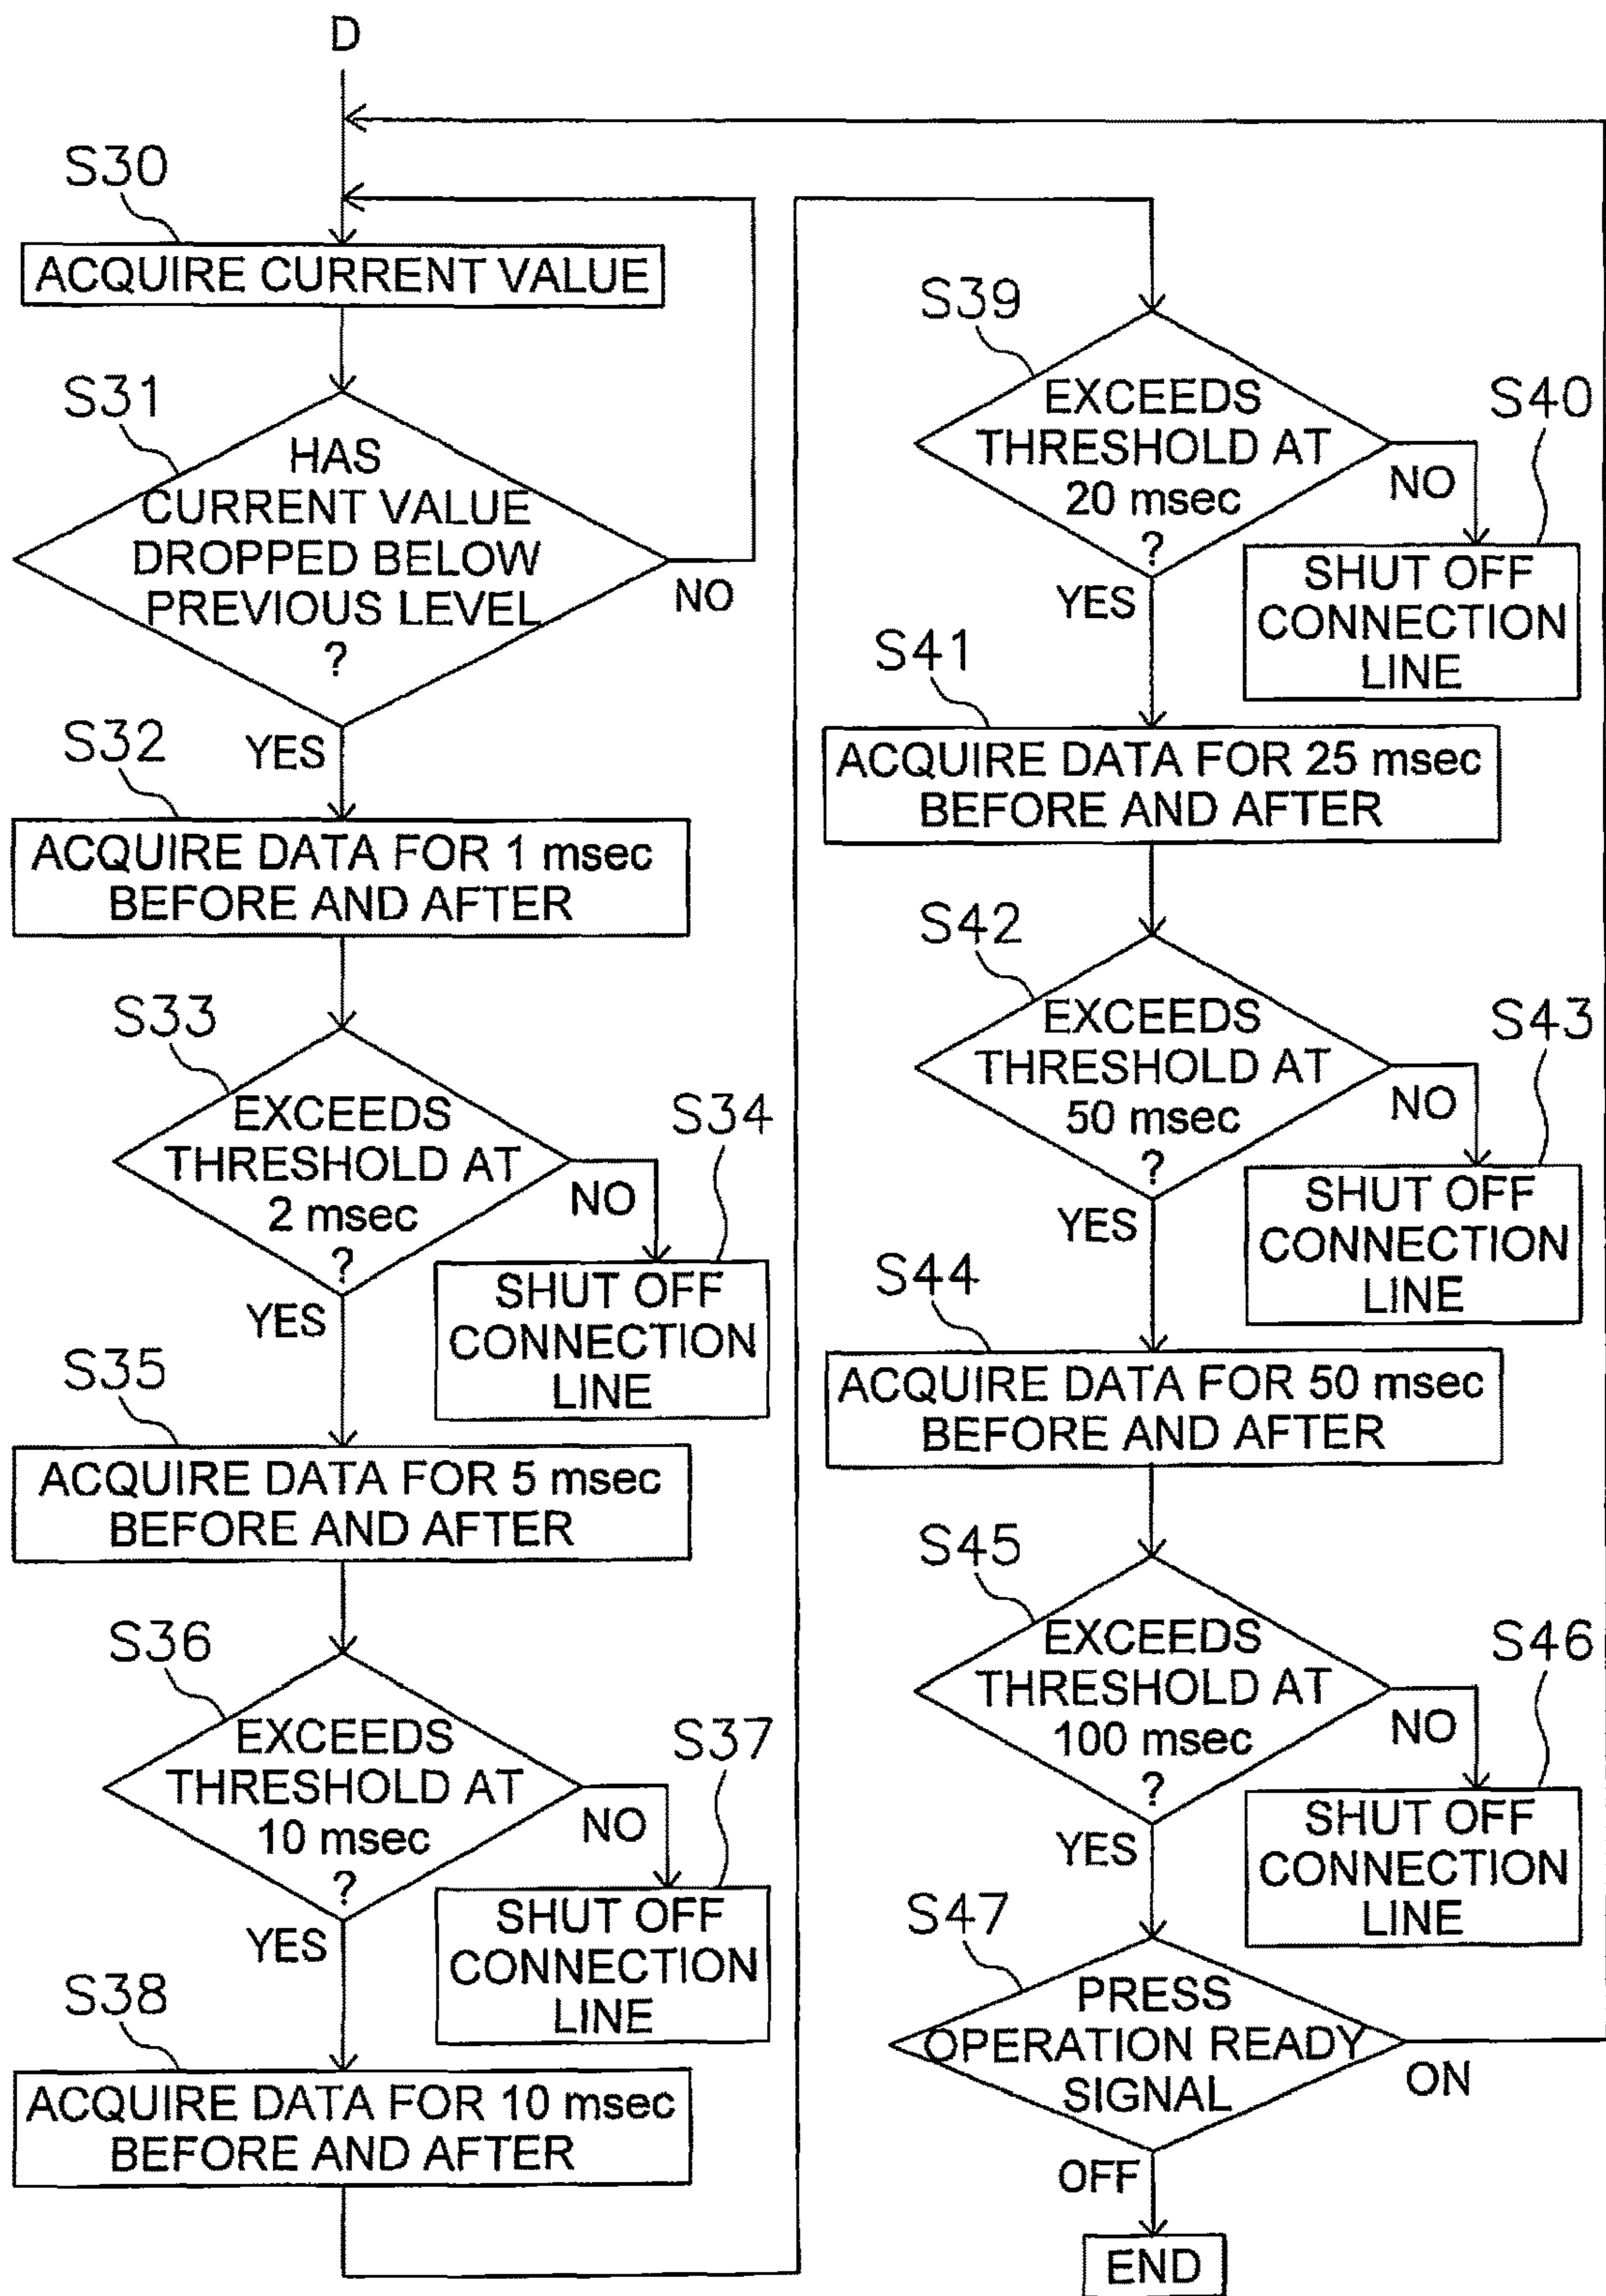 D
S30
ACQUIRE CURRENT VALUE
S31
HAS
CURRENT VALUE
DROPPED BELOW
PREVIOUS LEVEL
?
NO
YES
S32
ACQUIRE DATA FOR 1 msec
BEFORE AND AFTER
S33
EXCEEDS
THRESHOLD AT
2 msec
?
NO
S34
SHUT OFF
CONNECTION
LINE
YES
S35
ACQUIRE DATA FOR 5 msec
BEFORE AND AFTER
S36
EXCEEDS
THRESHOLD AT
10 msec
?
NO
S37
SHUT OFF
CONNECTION
LINE
YES
S38
ACQUIRE DATA FOR 10 msec
BEFORE AND AFTER
S39
EXCEEDS
THRESHOLD AT
20 msec
?
NO
S40
SHUT OFF
CONNECTION
LINE
YES
S41
ACQUIRE DATA FOR 25 msec
BEFORE AND AFTER
S42
EXCEEDS
THRESHOLD AT
50 msec
?
NO
S43
SHUT OFF
CONNECTION
LINE
YES
S44
ACQUIRE DATA FOR 50 msec
BEFORE AND AFTER
S45
EXCEEDS
THRESHOLD AT
100 msec
?
NO
S46
SHUT OFF
CONNECTION
LINE
YES
S47
PRESS
OPERATION READY
SIGNAL
ON
OFF
END